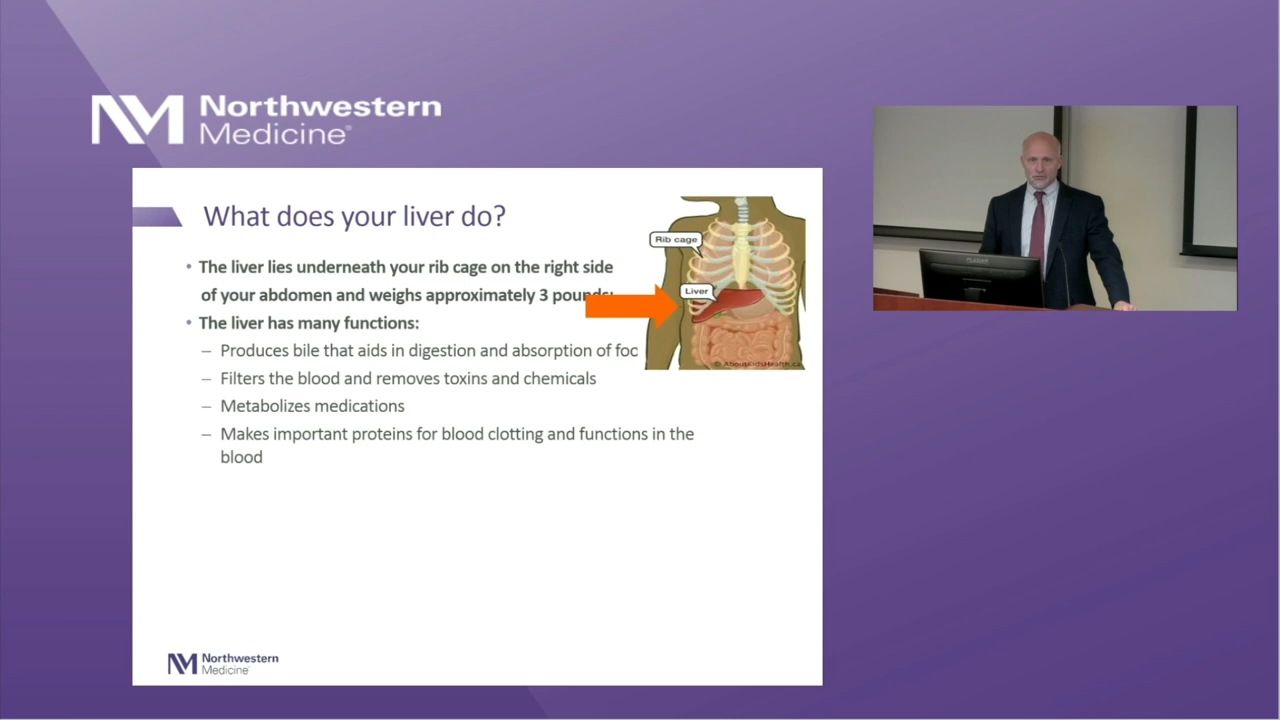 Northwestern
Medicine®
What does your liver do?
• The liver lies underneath your rib cage on the right side
of your abdomen and weighs approximately 3 pounds.
• The liver has many functions:
– Produces bile that aids in digestion and absorption of foo
– Filters the blood and removes toxins and chemicals
– Metabolizes medications
– Makes important proteins for blood clotting and functions in the
blood
Rib cage
Liver
© AboutKidsHealth.ca
Northwestern
Medicine